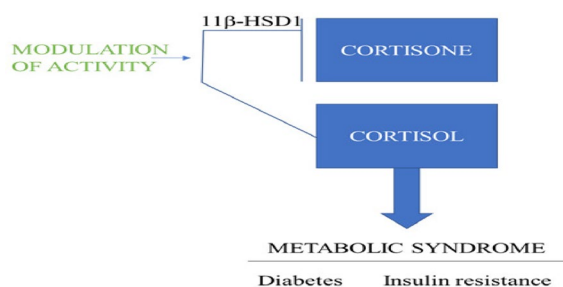 11β-HSD1
MODULATION
OF ACTIVITY
CORTISONE
CORTISOL
METABOLIC SYNDROME
Diabetes Insulin resistance